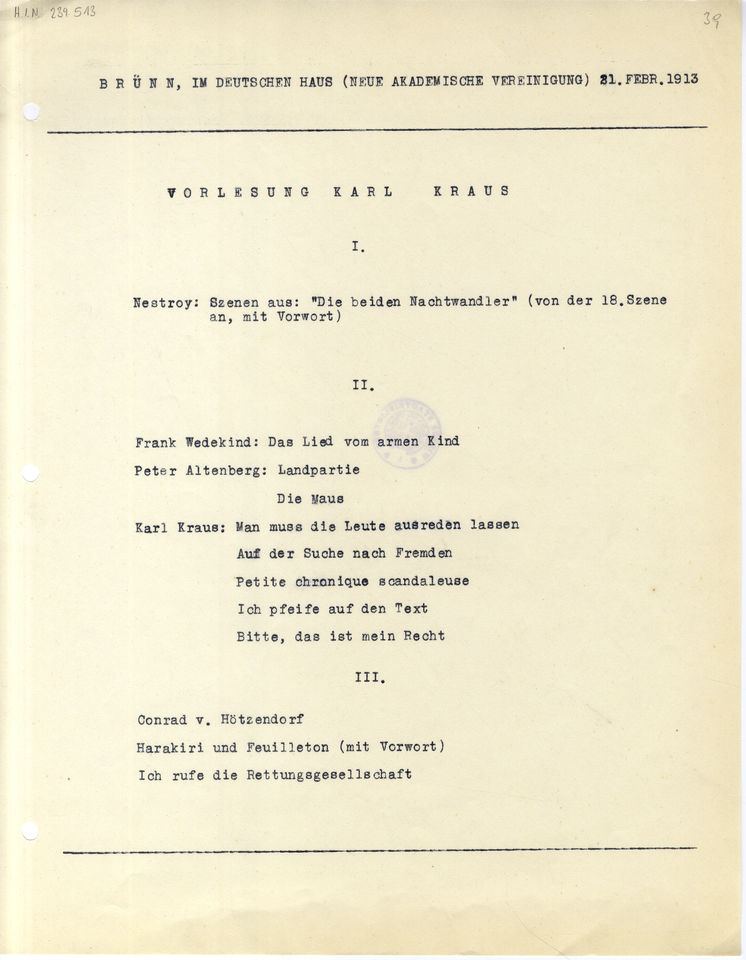 H.I.N. 239.513
39
BRÜNN, IM DEUTSCHEN HAUS (NEUE AKADEMISCHE VEREINIGUNG) 21.FEBR.1913
VORLESUNG KARL KRAUS
I.
Nestroy: Szenen aus: "Die beiden Nachtwandler" (von der 18.Szene
an, mit Vorwort)
II.
Frank Wedekind: Das Lied vom armen Kind
Peter Altenberg: Landpartie
Die Maus
Karl Kraus: Man muss die Leute ausreden lassen
Auf der Suche nach Fremden
Petite chronique scandaleuse
Ich pfeife auf den Text
Bitte, das ist mein Recht
III.
Conrad v. Hötzendorf
Harakiri und Feuilleton (mit Vorwort)
Ich rufe die Rettungsgesellschaft